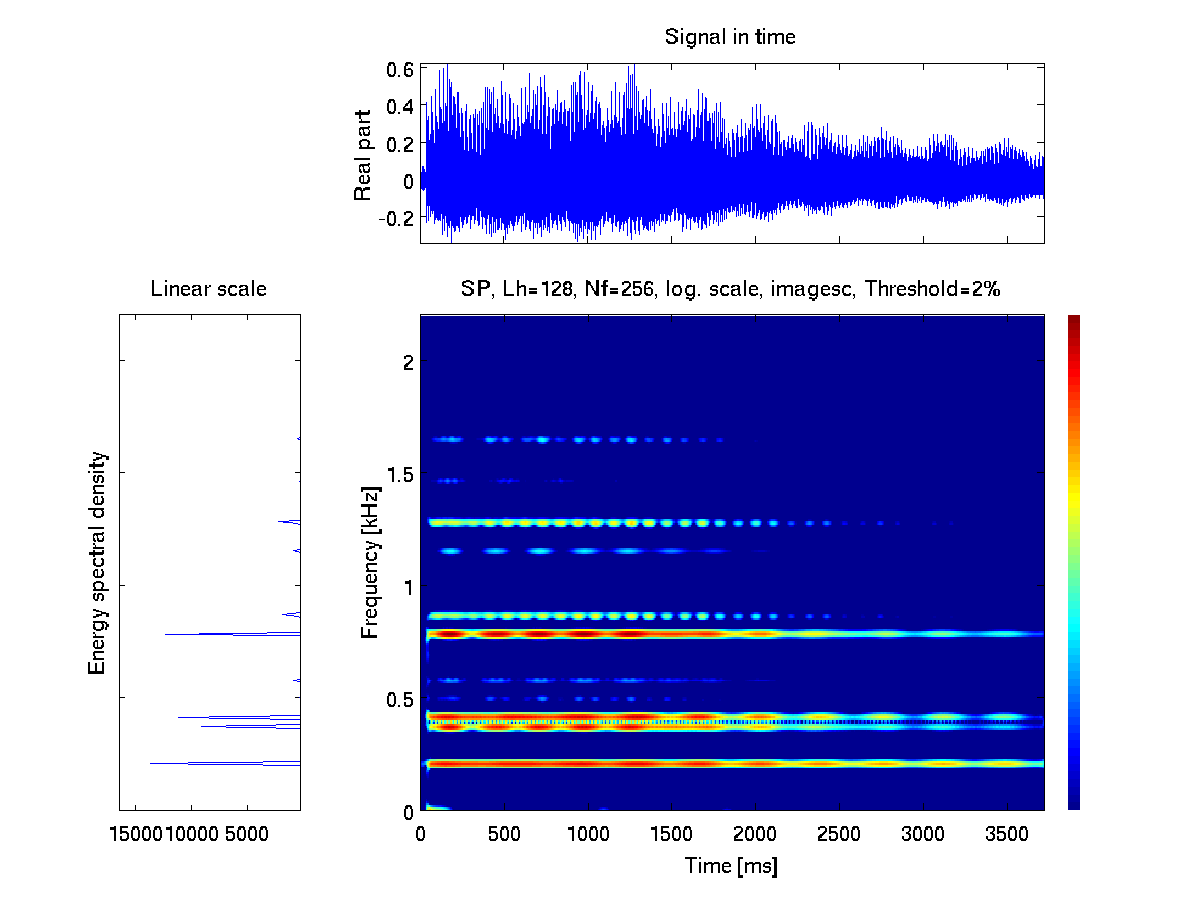 Signal in time
0.6
0.4
0.2
0
-0.2
Real part
Linear scale
SP, Lh=128, Nf=256, log. scale, imagesc, Threshold=2%
Energy spectral density
15000 10000 5000
2
1.5
1
0.5
0
Frequency [kHz]
0 500 1000 1500 2000 2500 3000 3500
Time [ms]